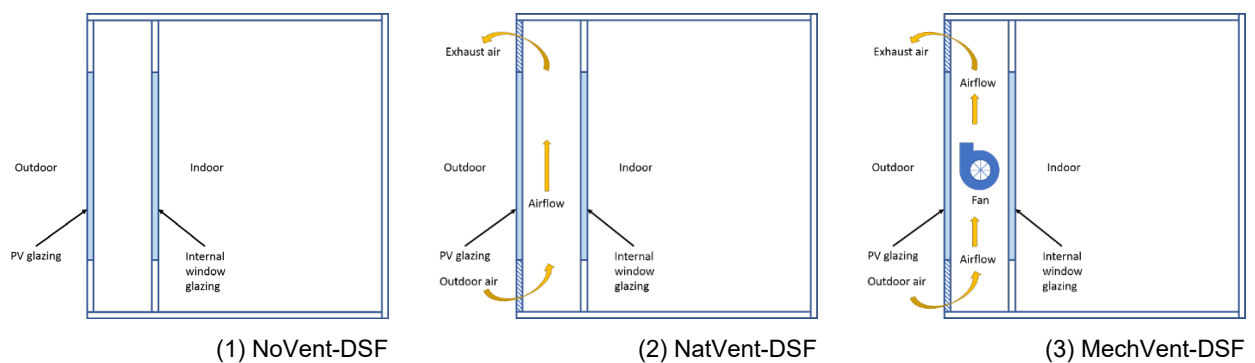 Outdoor
Indoor
PV glazing
Internal
window
glazing
(1) NoVent-DSF
Exhaust air
Outdoor
Indoor
Airflow
PV glazing
Outdoor air
Internal
window
glazing
(2) NatVent-DSF
Exhaust air
Airflow
Outdoor
Indoor
Fan
PV glazing
Airflow
Outdoor air
Internal
window
glazing
(3) MechVent-DSF